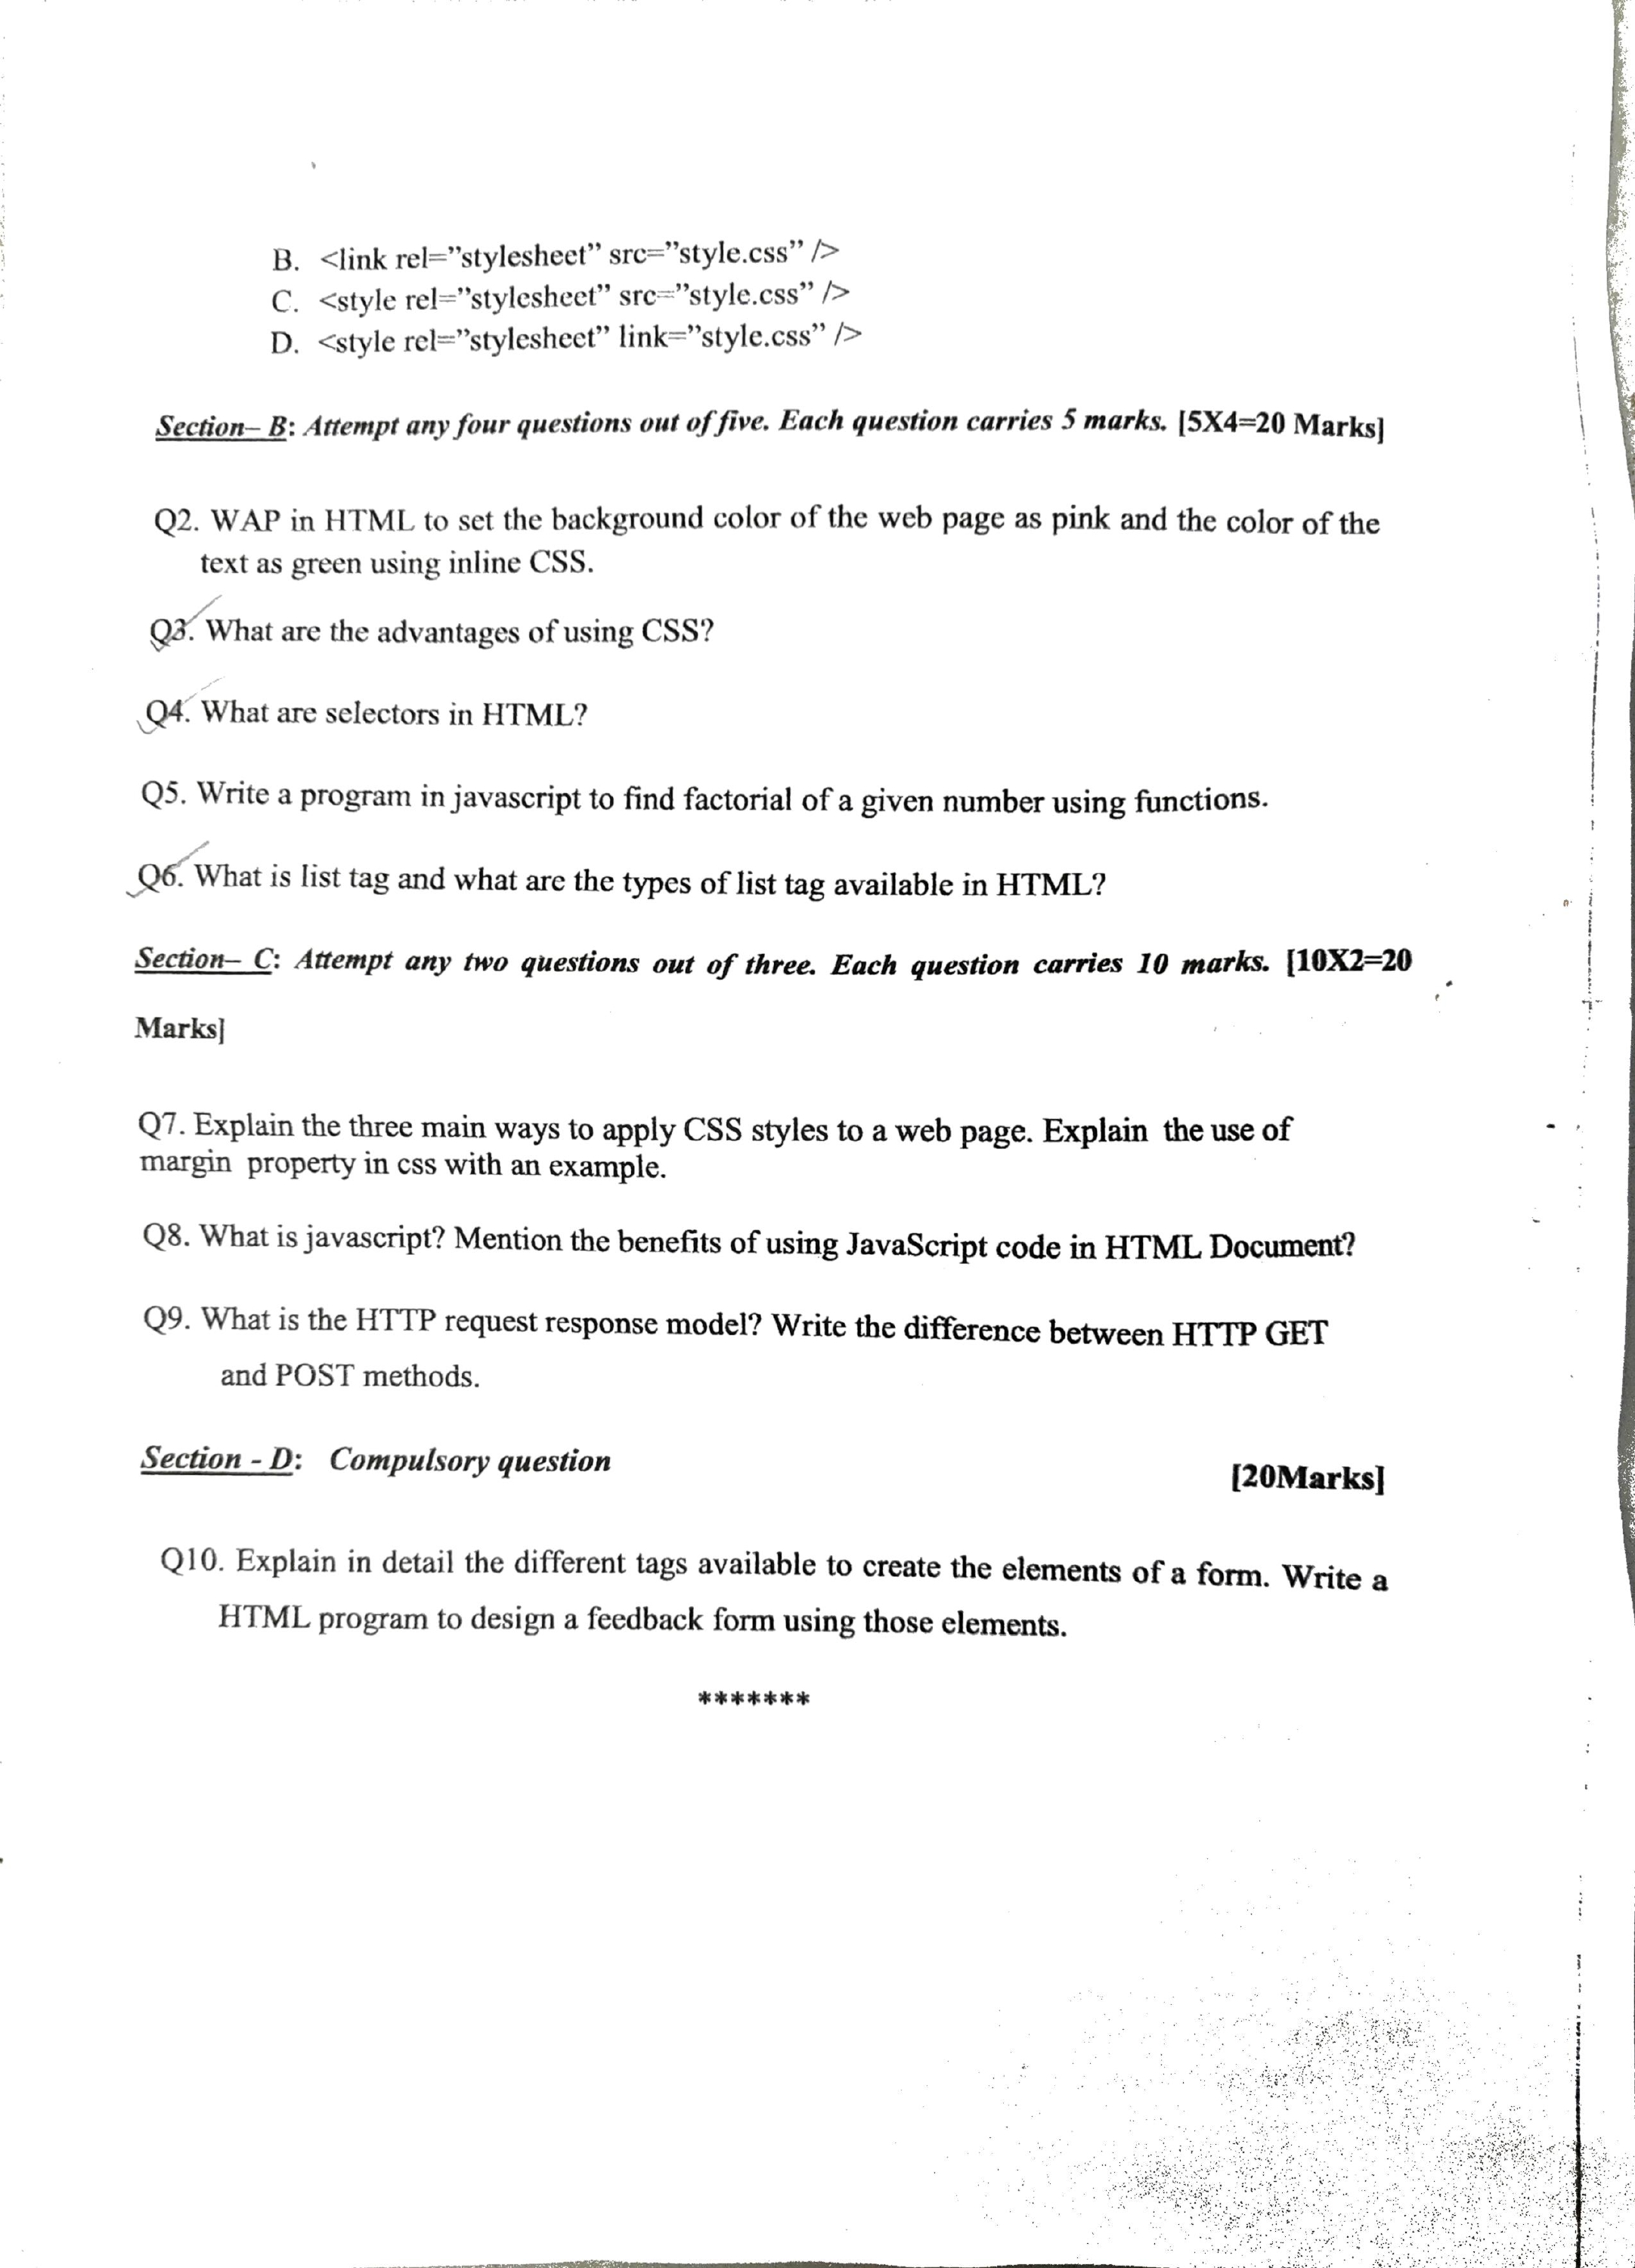 B. <link rel=”stylesheet” src=”style.css” />
C. <style rel=”stylesheet” src=”style.css” />
D. <style rel=”stylesheet” link=”style.css” />
Section– B: Attempt any four questions out of five. Each question carries 5 marks. [5X4=20 Marks]
Q2. WAP in HTML to set the background color of the web page as pink and the color of the
text as green using inline CSS.
Q3. What are the advantages of using CSS?
Q4. What are selectors in HTML?
Q5. Write a program in javascript to find factorial of a given number using functions.
Q6. What is list tag and what are the types of list tag available in HTML?
Section– C: Attempt any two questions out of three. Each question carries 10 marks. [10X2=20
Marks]
Q7. Explain the three main ways to apply CSS styles to a web page. Explain the use of
margin property in css with an example.
Q8. What is javascript? Mention the benefits of using JavaScript code in HTML Document?
Q9. What is the HTTP request response model? Write the difference between HTTP GET
and POST methods.
Section - D: Compulsory question
[20Marks]
Q10. Explain in detail the different tags available to create the elements of a form. Write a
HTML program to design a feedback form using those elements.
*******